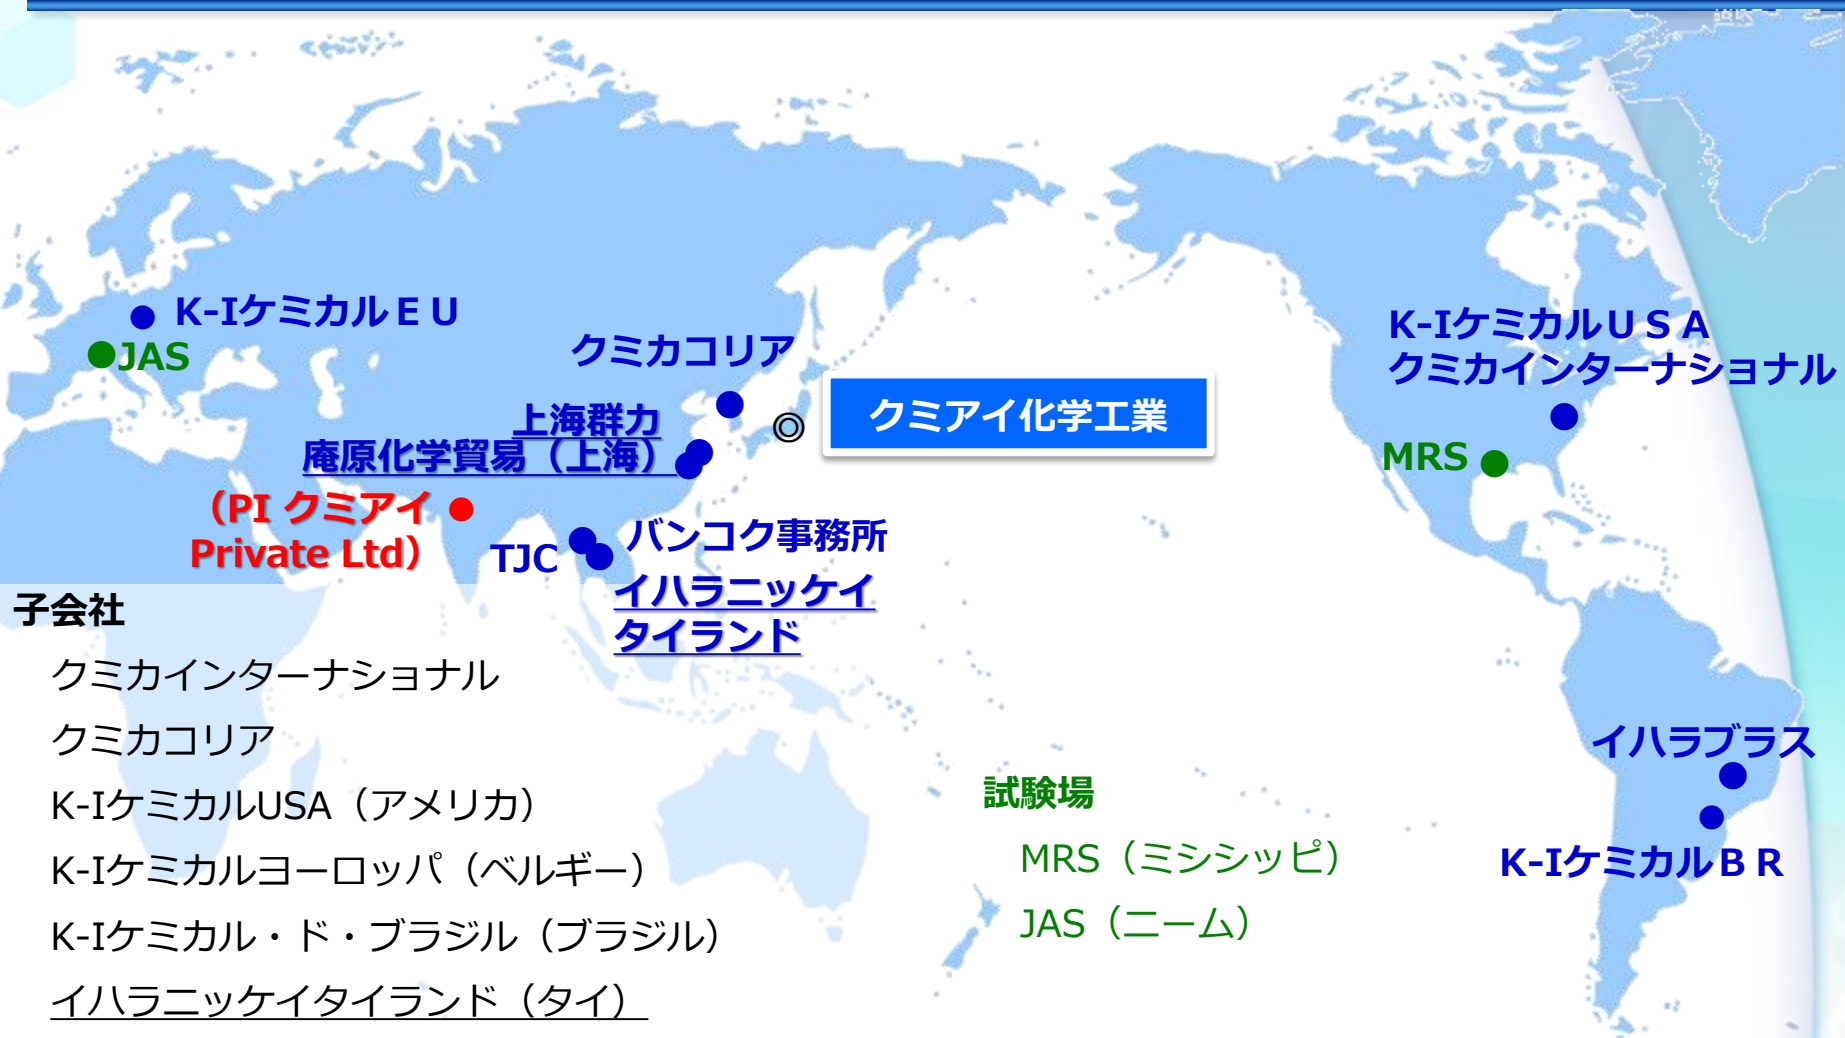 K-IケミカルＥＵ
JAS
クミカコリア
クミアイ化学工業
上海群力
庵原化学貿易（上海）
（PI クミアイ
Private Ltd）
TJC
バンコク事務所
イハラニッケイ
タイランド
K-IケミカルＵＳＡ
クミカインターナショナル
MRS
イハラブラス
K-IケミカルＢＲ
子会社
クミカインターナショナル
クミカコリア
K-IケミカルUSA（アメリカ）
K-Iケミカルヨーロッパ（ベルギー）
K-Iケミカル・ド・ブラジル（ブラジル）
イハラニッケイタイランド（タイ）
試験場
MRS（ミシシッピ）
JAS（ニーム）